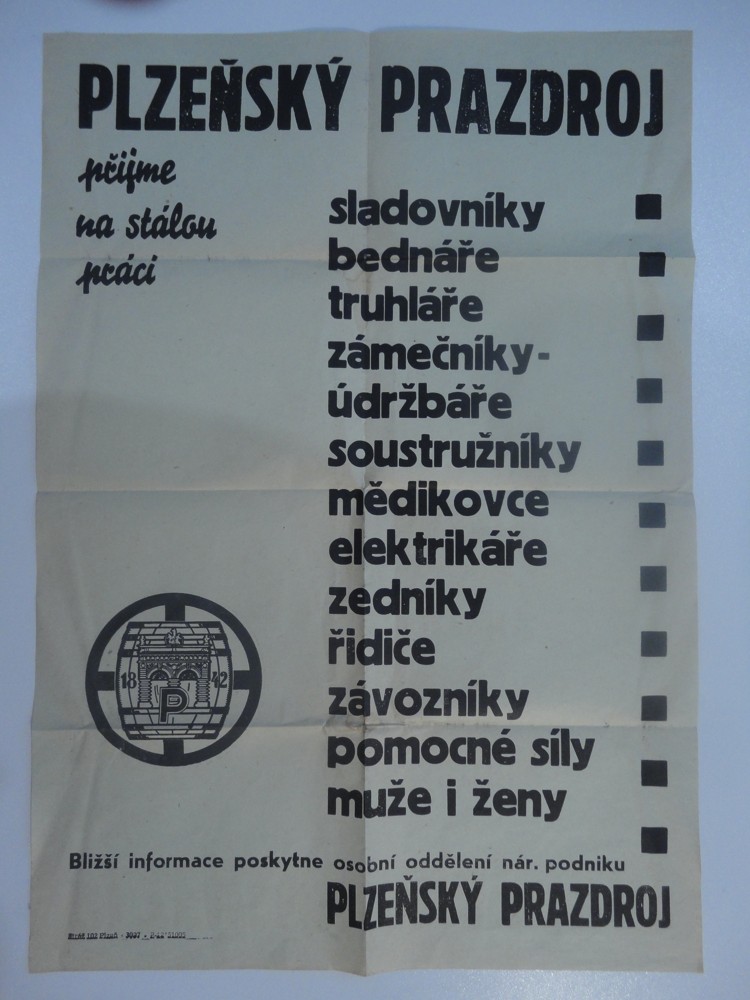 PLZEŇSKÝ PRAZDROJ
přijme
na stálou
práci
sladovníky
bednáře
truhláře
zámečníky-
údržbáře
soustružníky
mědikovce
elektrikáře
zedníky
řidiče
závozníky
pomocné síly
muže i ženy
18 42
P
Bližší informace poskytne osobní oddělení nár. podniku
PLZEŇSKÝ PRAZDROJ